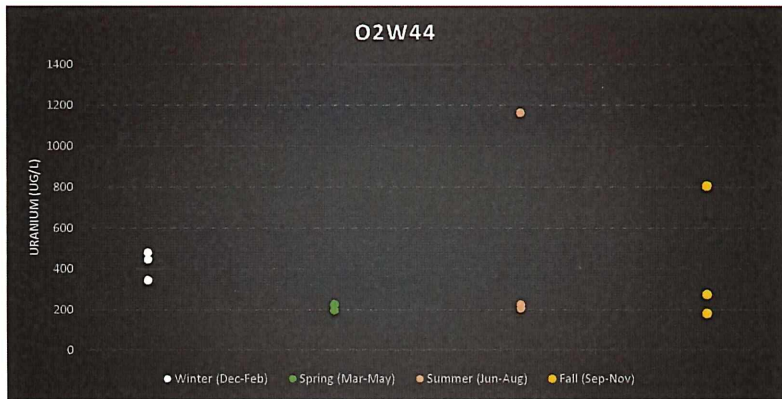 O2W44
1400
1200
1000
800
600
400
200
0
URANIUM (UG/L)
Winter (Dec-Feb) Spring (Mar-May) Summer (Jun-Aug) Fall (Sep-Nov)